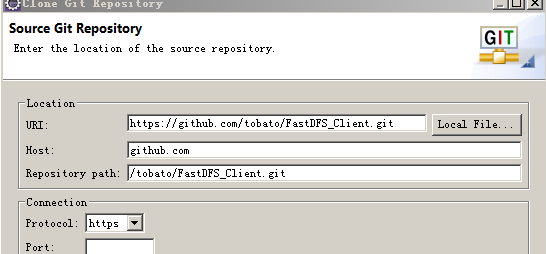 Clone Git Repository
Source Git Repository
Enter the location of the source repository.
GIT
Location
URI: https://github.com/tobato/FastDFS_Client.git Local File...
Host: github.com
Repository path: /tobato/FastDFS_Client.git
Connection
Protocol: https
Port: